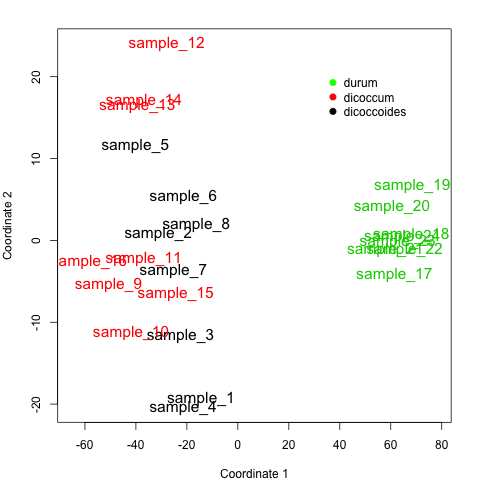 sample_12
sample_14
sample_13
sample_5
sample_6
sample_8
sample_2
sample_11
sample_16
sample_7
sample_9
sample_15
sample_10
sample_3
sample_1
sample_4
durum
dicoccum
dicoccoides
sample_19
sample_20
sample_18
sample_22
sample_17
20
10
0
-10
-20
Coordinate 2
-60 -40 -20 0 20 40 60 80
Coordinate 1